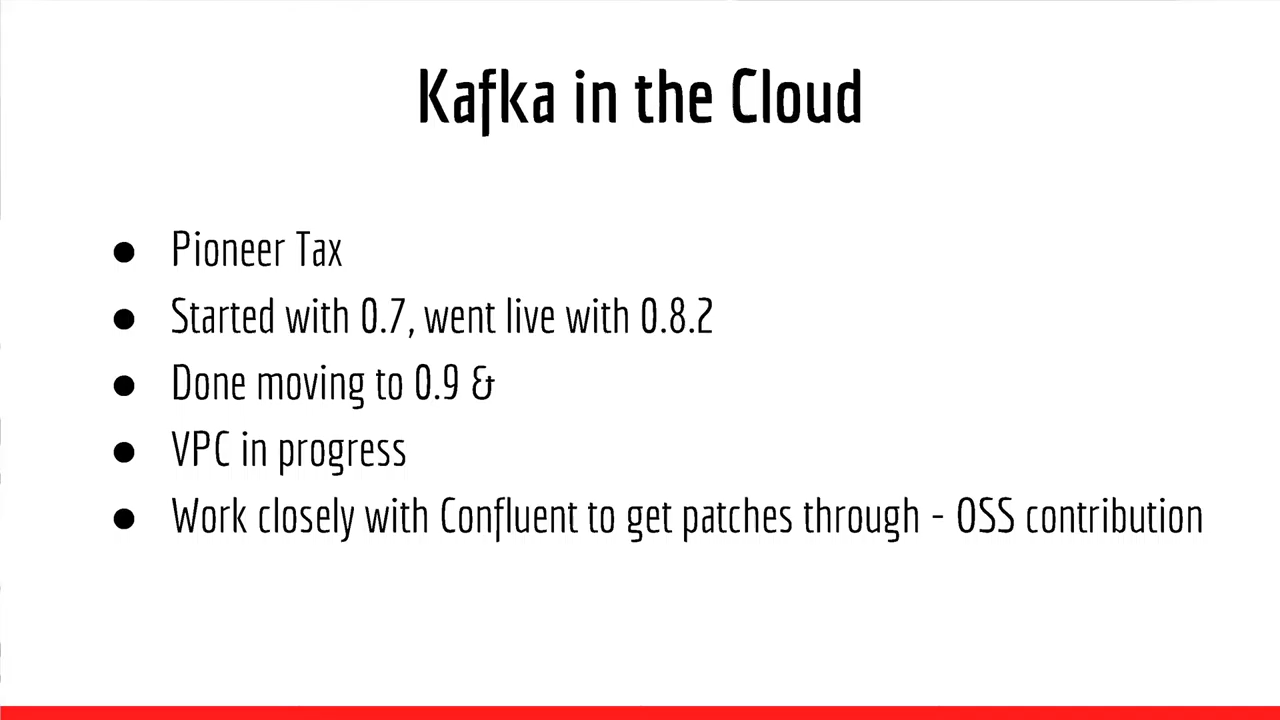 Kafka in the Cloud
● Pioneer Tax
● Started with 0.7, went live with 0.8.2
● Done moving to 0.9 &
● VPC in progress
● Work closely with Confluent to get patches through - OSS contribution